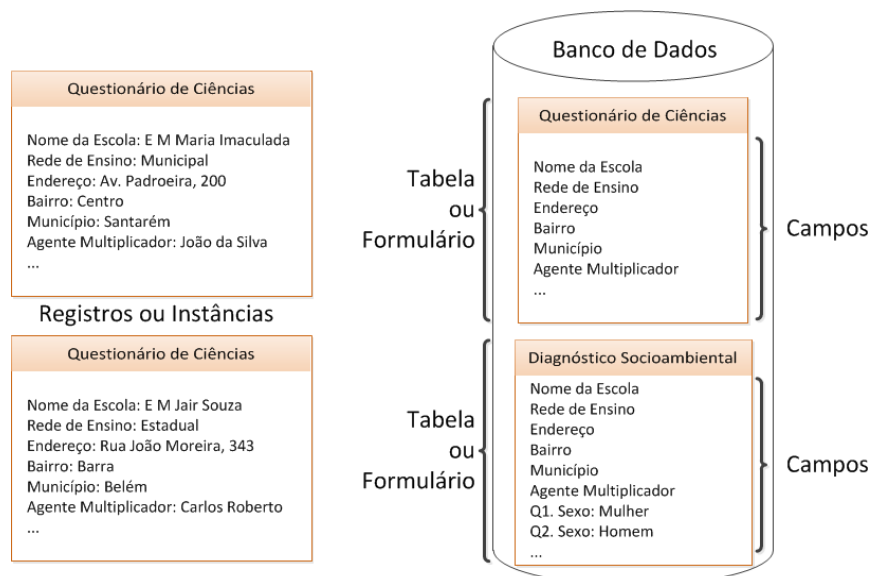 Questionário de Ciências
Nome da Escola: E M Maria Imaculada
Rede de Ensino: Municipal
Endereço: Av. Padroeira, 200
Bairro: Centro
Município: Santarém
Agente Multiplicador: João da Silva
...
Registros ou Instâncias
Questionário de Ciências
Nome da Escola: E M Jair Souza
Rede de Ensino: Estadual
Endereço: Rua João Moreira, 343
Bairro: Barra
Município: Belém
Agente Multiplicador: Carlos Roberto
...
Banco de Dados
Tabela
ou
Formulário
Questionário de Ciências
Nome da Escola
Rede de Ensino
Endereço
Bairro
Município
Agente Multiplicador
...
Campos
Tabela
ou
Formulário
Diagnóstico Socioambiental
Nome da Escola
Rede de Ensino
Endereço
Bairro
Município
Agente Multiplicador
Q1. Sexo: Mulher
Q2. Sexo: Homem
...
Campos